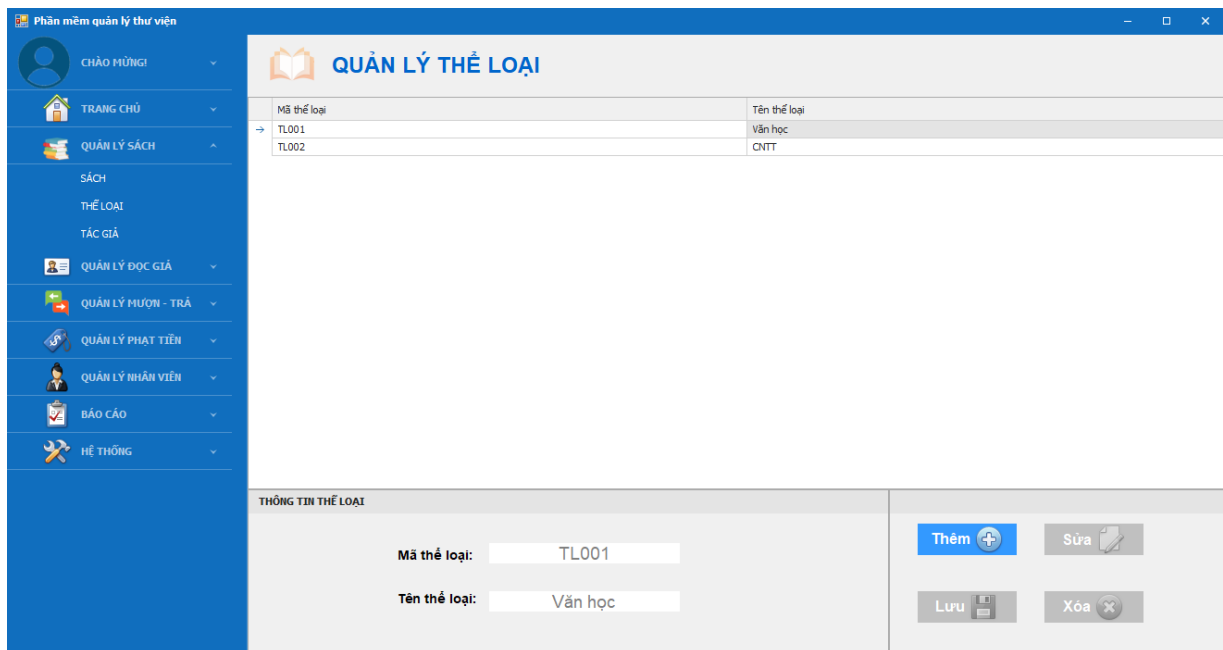 Phần mềm quản lý thư viện
CHÀO MỪNG!
TRANG CHỦ
QUẢN LÝ SÁCH
SÁCH
THỂ LOẠI
TÁC GIẢ
QUẢN LÝ ĐỌC GIẢ
QUẢN LÝ MƯỢN - TRẢ
QUẢN LÝ PHẠT TIỀN
QUẢN LÝ NHÂN VIÊN
BÁO CÁO
HỆ THỐNG
QUẢN LÝ THỂ LOẠI
Mã thể loại Tên thể loại
TL001 Văn học
TL002 CNTT
THÔNG TIN THỂ LOẠI
Mã thể loại: TL001
Tên thể loại: Văn học
Thêm Sửa
Lưu Xóa